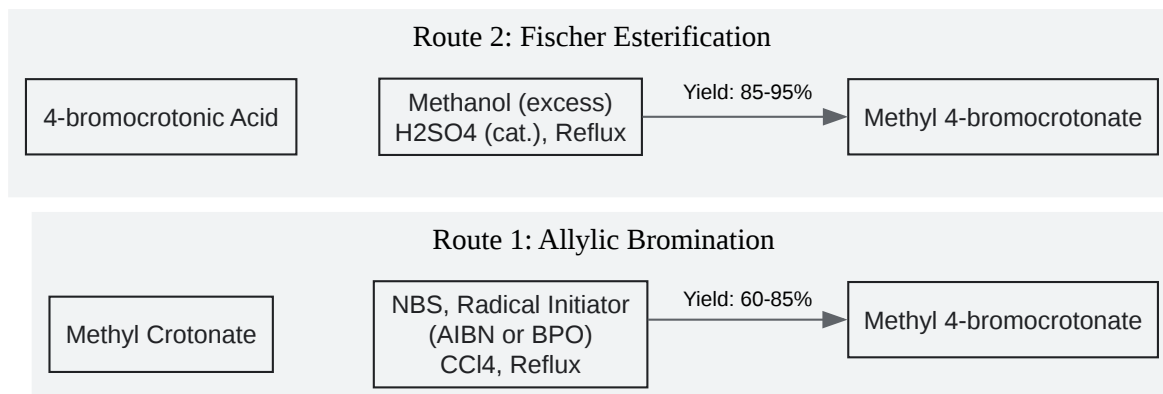 Route 2: Fischer Esterification
4-bromocrotonic Acid
Methanol (excess)
H2SO4 (cat.), Reflux
Yield: 85-95%
Methyl 4-bromocrotonate
Route 1: Allylic Bromination
Methyl Crotonate
NBS, Radical Initiator
(AIBN or BPO)
CCl4, Reflux
Yield: 60-85%
Methyl 4-bromocrotonate